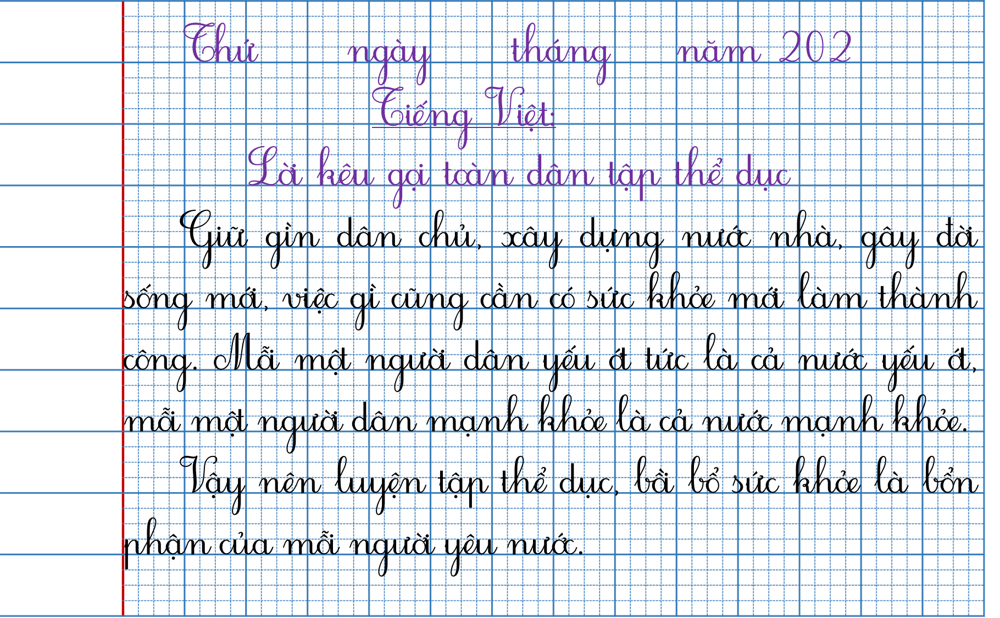 Thứ ngày tháng năm 202
Tiếng Việt:
Lời kêu gọi toàn dân tập thể dục
Giữ gìn dân chủ, xây dựng nước nhà, gây đời
sống mới, việc gì cũng cần có sức khỏe mới làm thành
công. Mỗi một người dân yếu ớt tức là cả nước yếu ớt,
mỗi một người dân mạnh khỏe là cả nước mạnh khỏe.
Vậy nên luyện tập thể dục, bồi bổ sức khỏe là bổn
phận của mỗi người yêu nước.